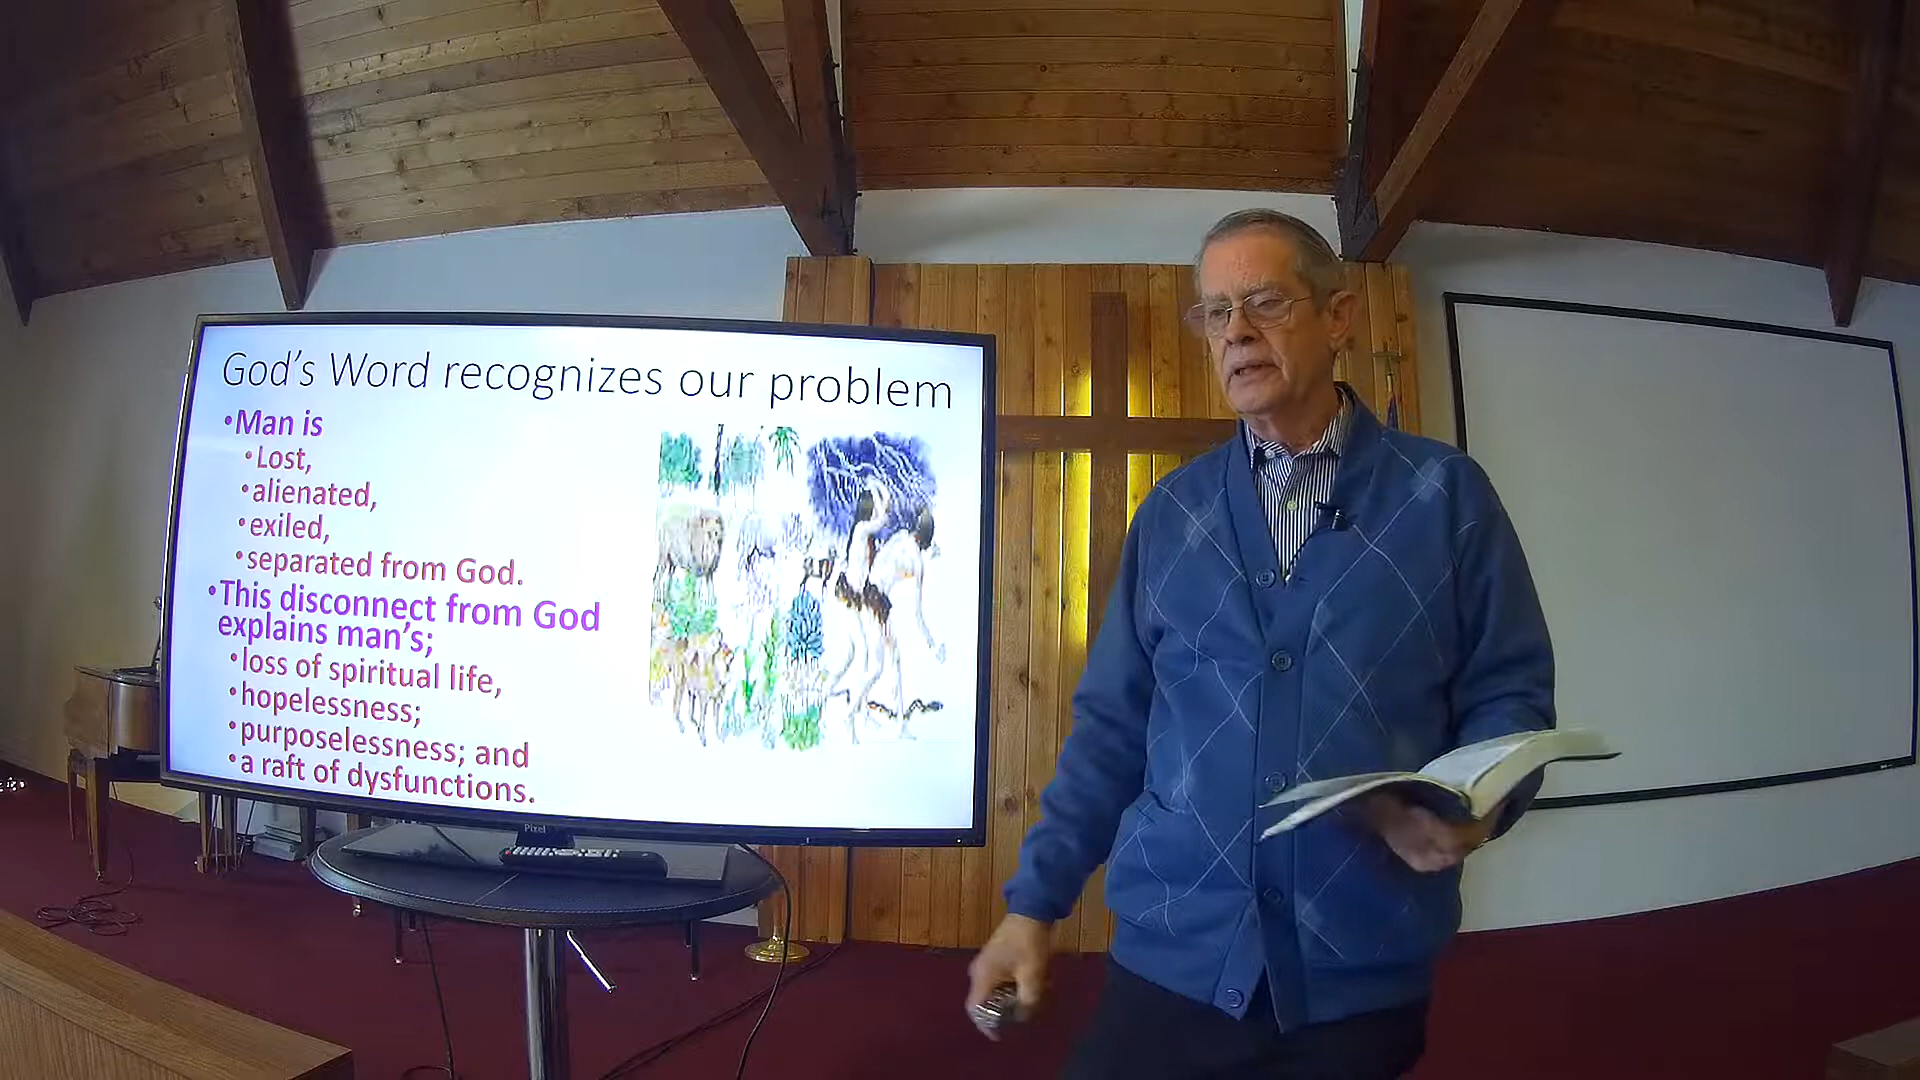 God's Word recognizes our problem
•Man is
•Lost,
•alienated,
•exiled,
•separated from God.
•This disconnect from God
explains man's;
•loss of spiritual life,
•hopelessness;
•purposelessness; and
•a raft of dysfunctions.
Pixel